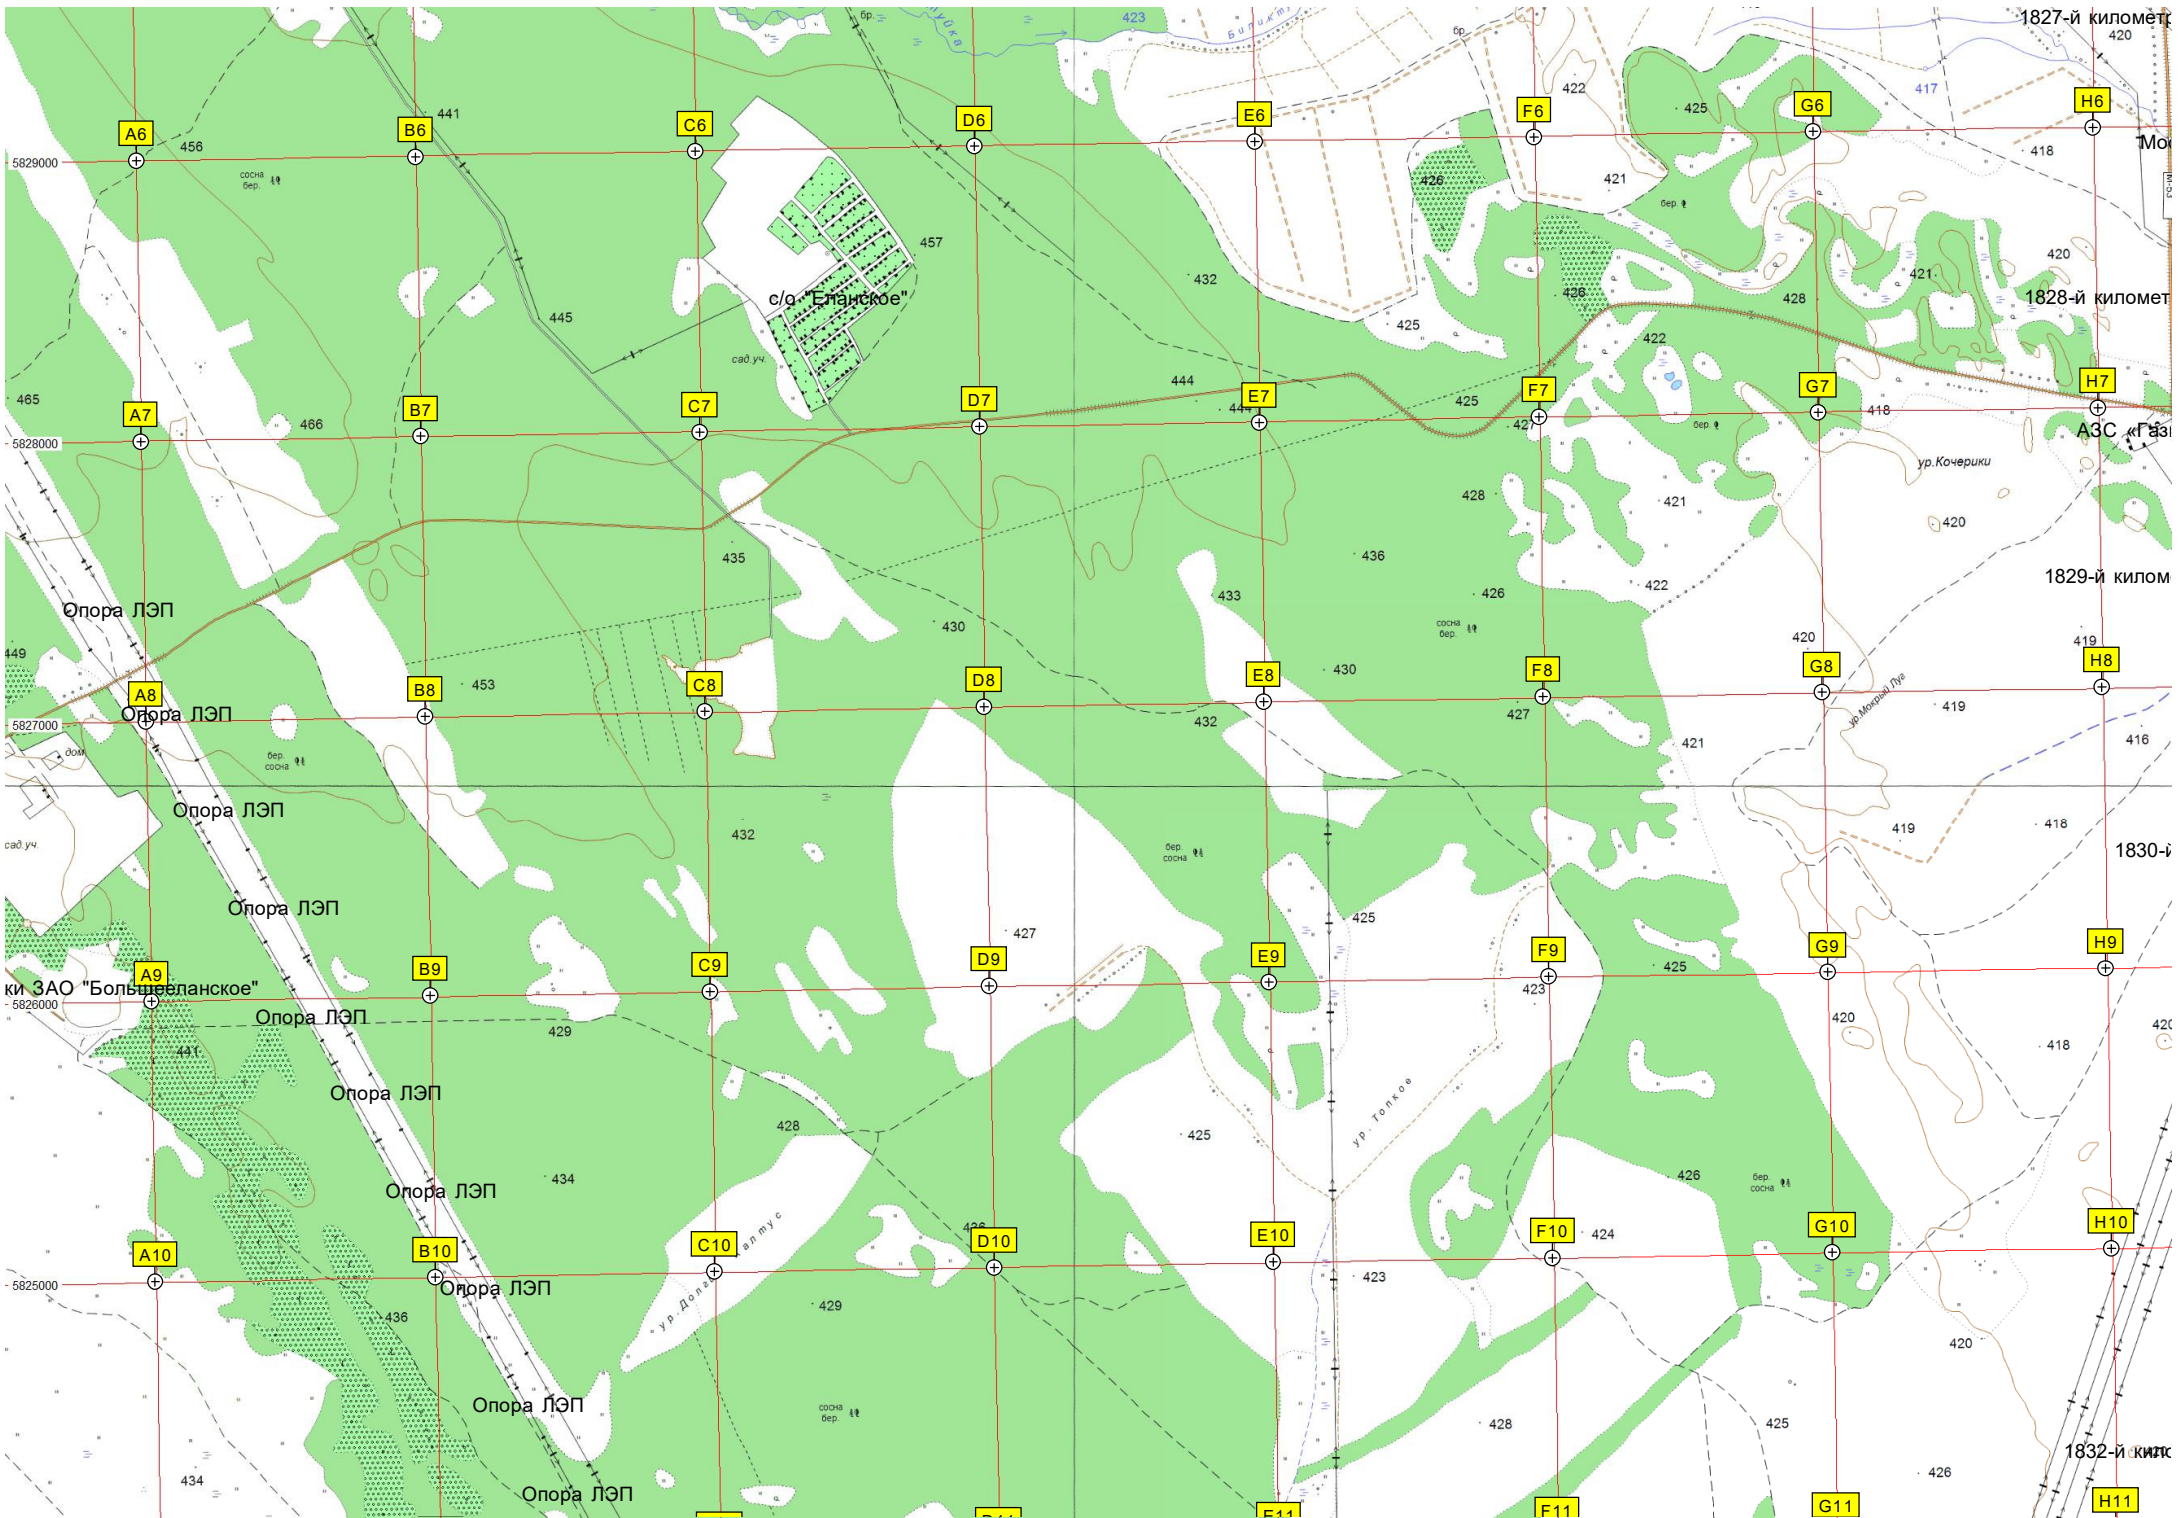 бр.
423
1827-й километр
420
бр.
422
417
441
425
A6
B6
C6
D6
E6
F6
G6
H6
456
418
5829000
сосна
бер.
426
421
бер.
457
432
420
421
445
с/о "Еланское"
426
428
1828-й километ
425
422
сад.уч.
465
444
444
425
A7
B7
C7
D7
E7
F7
G7
H7
466
427
418
бер.
АЗС «Газ
5828000
ур.Кочерики
428
421
420
435
436
433
426
422
1829-й килом
Опора ЛЭП
430
сосна
бер.
420
419
449
453
430
A8
B8
C8
D8
E8
F8
G8
H8
Опора ЛЭП
432
427
419
ур.Мокрый Луг
5827000
416
421
дом
бер.
сосна
Опора ЛЭП
432
419
418
сад.уч.
бер.
сосна
1830-й
Опора ЛЭП
425
427
A9
B9
C9
D9
E9
F9
G9
H9
425
ки ЗАО "Большееланское"
423
5826000
Опора ЛЭП
429
420
420
441
418
Опора ЛЭП
ур. Топкое
428
425
434
426
бер.
сосна
Опора ЛЭП
436
424
A10
B10
C10
D10
E10
F10
G10
H10
5825000
Опора ЛЭП
423
429
436
420
Опора ЛЭП
сосна
бер.
428
425
1832-й кило
434
426
Опора ЛЭП
E11
F11
G11
H11